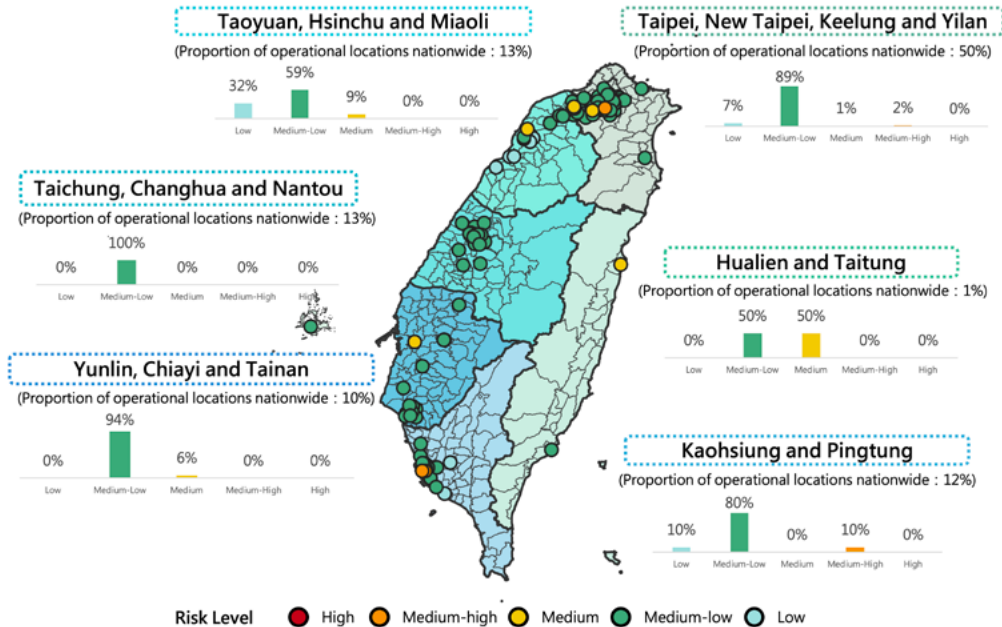 Taoyuan, Hsinchu and Miaoli
(Proportion of operational locations nationwide : 13%)
32% 59% 9% 0% 0%
Low Medium-Low Medium Medium-High High
Taipei, New Taipei, Keelung and Yilan
(Proportion of operational locations nationwide : 50%)
7% 89% 1% 2% 0%
Low Medium-Low Medium Medium-High High
Taichung, Changhua and Nantou
(Proportion of operational locations nationwide : 13%)
0% 100% 0% 0% 0%
Low Medium-Low Medium Medium-High High
Hualien and Taitung
(Proportion of operational locations nationwide : 1%)
0% 50% 50% 0% 0%
Low Medium-Low Medium Medium-High High
Yunlin, Chiayi and Tainan
(Proportion of operational locations nationwide : 10%)
0% 94% 6% 0% 0%
Low Medium-Low Medium Medium-High High
Kaohsiung and Pingtung
(Proportion of operational locations nationwide : 12%)
10% 80% 0% 10% 0%
Low Medium-Low Medium Medium-High High
Risk Level High Medium-high Medium Medium-low Low